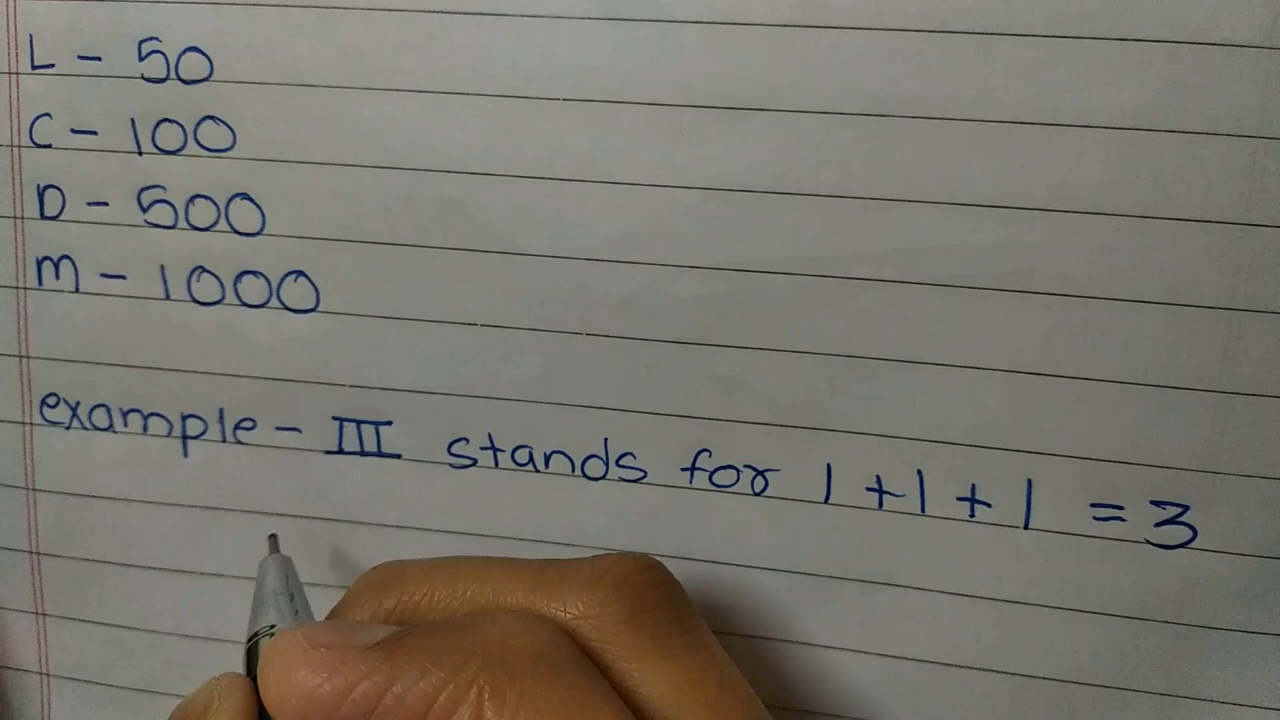 L - 50
C - 100
D - 500
M - 1000
example - III stands for 1 + 1 + 1 = 3